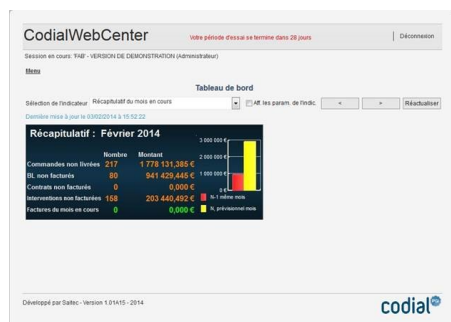 CodialWebCenter
Votre période d'essai se termine dans 28 jours
Déconnexion
Session en cours: 'FAB' - VERSION DE DEMONSTRATION (Administrateur)
Menu
Tableau de bord
Sélection de l'indicateur Récapitulatif du mois en cours Aff. les param. de l'indic. < > Réactualiser
Dernière mise à jour le 03/02/2014 à 15:52:22
Récapitulatif : Février 2014
Nombre Montant
Commandes non livrées 217 1 778 131,385 €
BL non facturés 80 941 429,445 €
Contrats non facturés 0 0,000 €
Interventions non facturées 158 203 440,492 €
Factures du mois en cours 0 0,000 €
3 000 000 €
2 000 000 €
1 000 000 €
N-1 même mois
N, prévisionnel mois
Développé par Saitec - Version 1.01A15 - 2014
codial